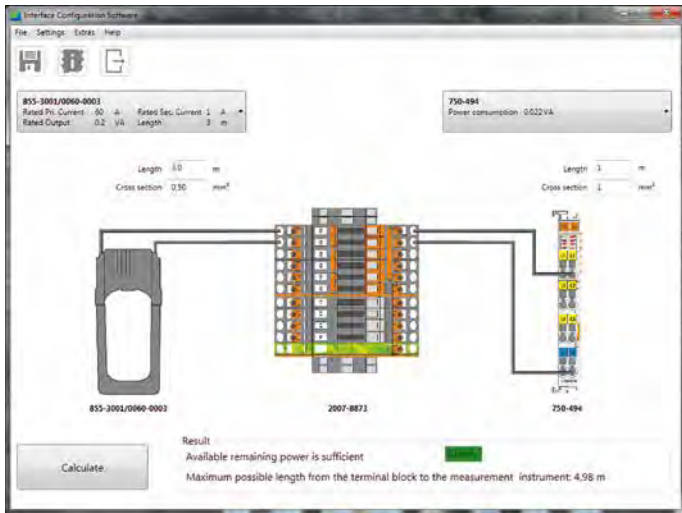 Interface Configuration Software
File Settings Extras Help
855-3001/0060-0003
Rated Pri. Current 60 A Rated Sec. Current 1 A
Rated Output 0.2 VA Length 3 m
750-494
Power consumption 0.022 VA
Length 3.0 m
Cross section 0.50 mm²
Length 1 m
Cross section 1 mm²
855-3001/0060-0003
2007-8873
750-494
Result
Available remaining power is sufficient
Calculate
Maximum possible length from the terminal block to the measurement instrument: 4,98 m